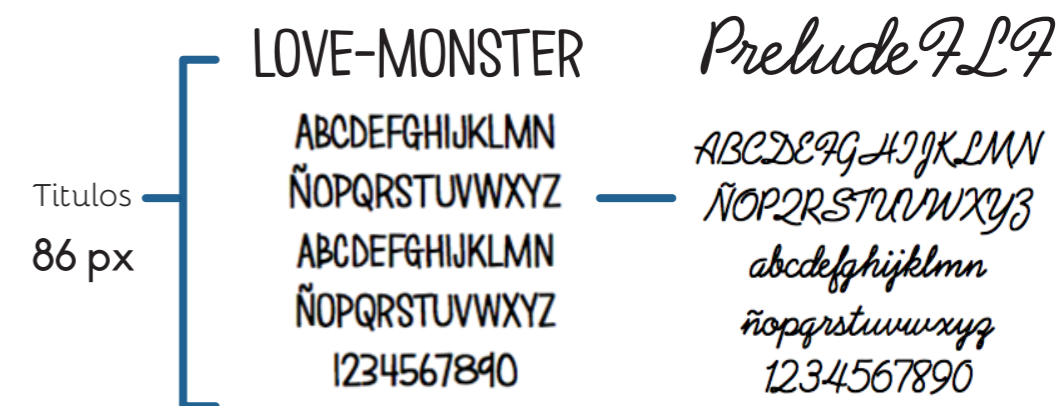 LOVE-MONSTER
ABCDEFGHIJKLMN
ÑOPQRSTUVWXYZ
ABCDEFGHIJKLMN
ÑOPQRSTUVWXYZ
1234567890
Titulos
86 px
PreludeFLF
ABCDEFGHIJKLMN
ÑOPQRSTUVWXYZ
abcdefghijklmn
ñopqrstuvwxyz
1234567890